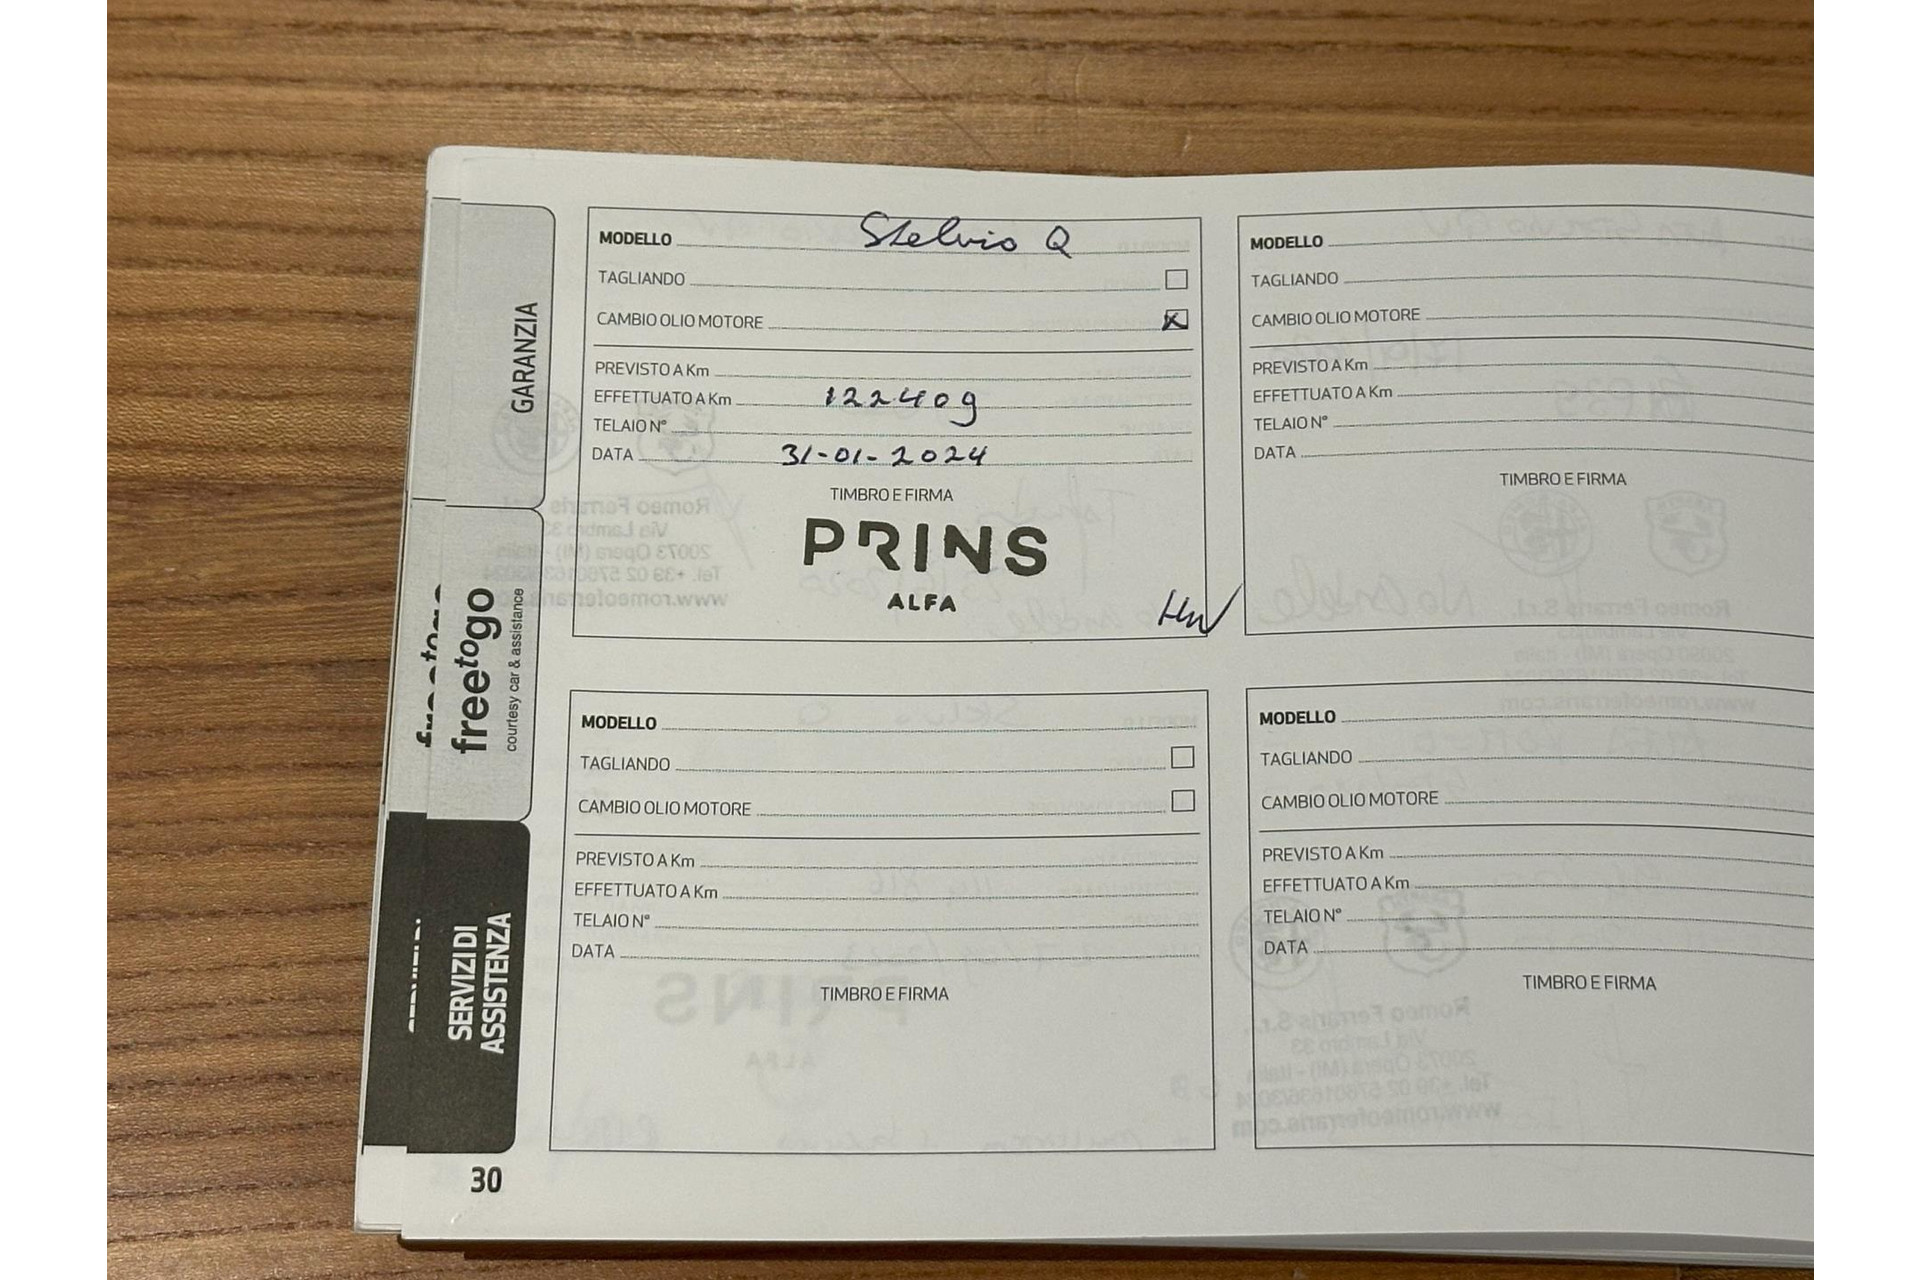 MODELLO Stelvio Q
TAGLIANDO
CAMBIO OLIO MOTORE
PREVISTO A Km
EFFETTUATO A Km 122409
TELAIO N°
DATA 31-01-2024
TIMBRO E FIRMA
PRINS
ALFA
MODELLO
TAGLIANDO
CAMBIO OLIO MOTORE
PREVISTO A Km
EFFETTUATO A Km
TELAIO N°
DATA
TIMBRO E FIRMA
MODELLO
TAGLIANDO
CAMBIO OLIO MOTORE
PREVISTO A Km
EFFETTUATO A Km
TELAIO N°
DATA
TIMBRO E FIRMA
MODELLO
TAGLIANDO
CAMBIO OLIO MOTORE
PREVISTO A Km
EFFETTUATO A Km
TELAIO N°
DATA
TIMBRO E FIRMA
GARANZIA
freetogo
courtesy car & assistance
SERVIZI DI
ASSISTENZA
30